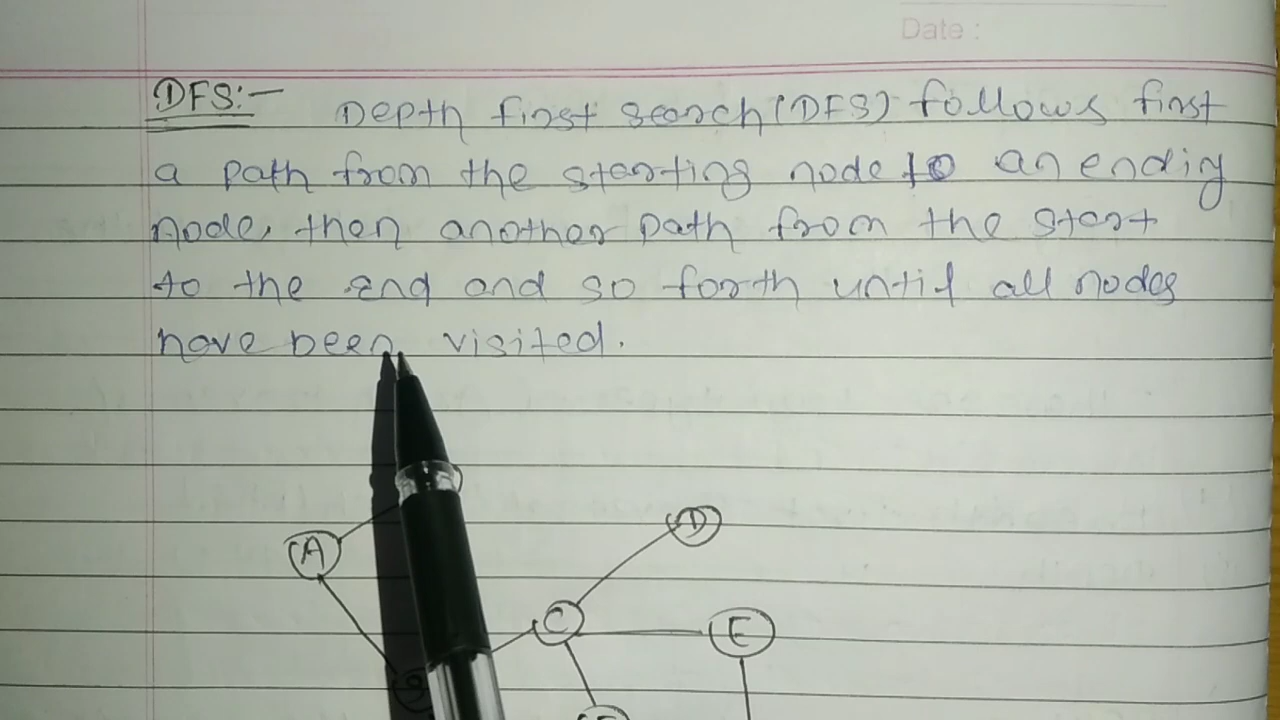 Date :
DFS:- Depth first search (DFS) follows first
a path from the starting node to an endig
node, then another path from the start
to the end and so forth until all nodes
have been visited.
A
D
C
E